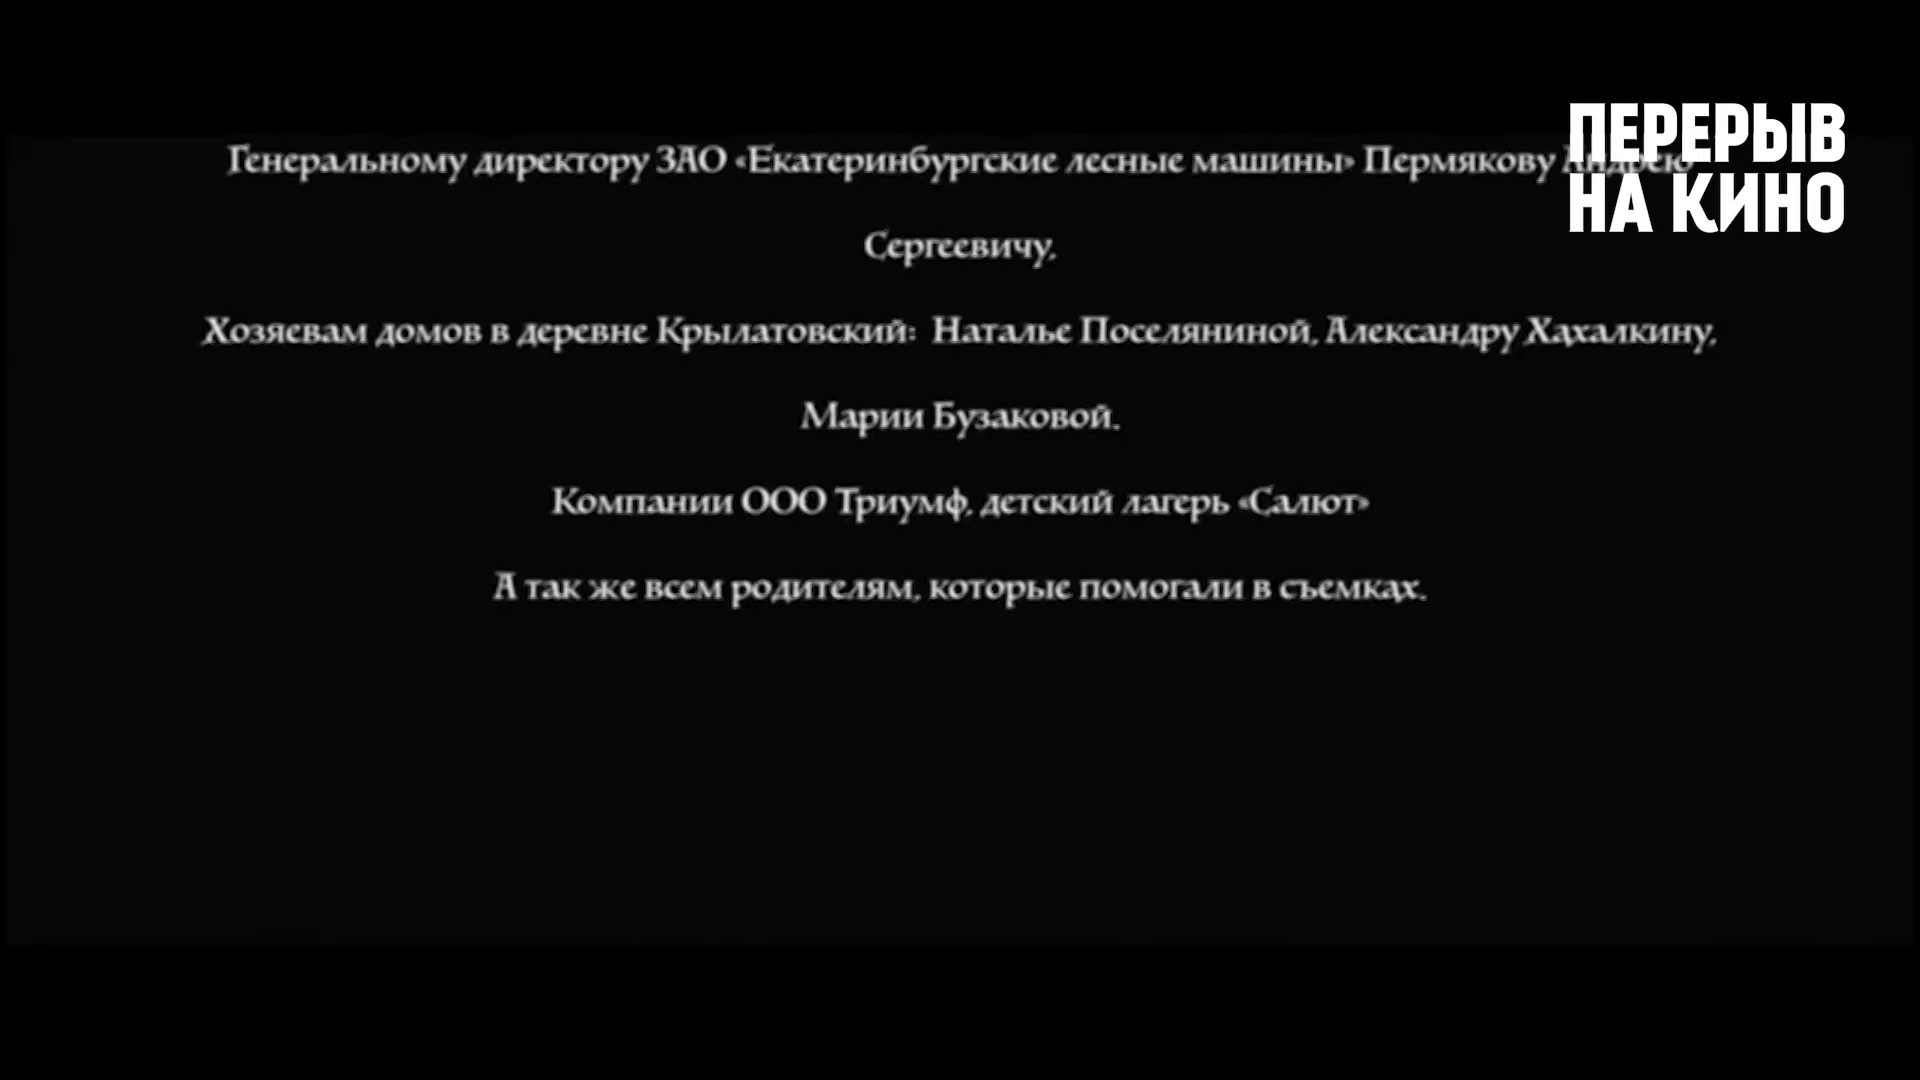 ПЕРЕРЫВ
НА КИНО
Генеральному директору ЗАО «Екатеринбургские лесные машины» Пермякову Андрею
Сергеевичу,
Хозяевам домов в деревне Крылатовский: Наталье Поселяниной, Александру Хахалкину,
Марии Бузаковой.
Компании ООО Триумф, детский лагерь «Салют»
А так же всем родителям, которые помогали в съемках.